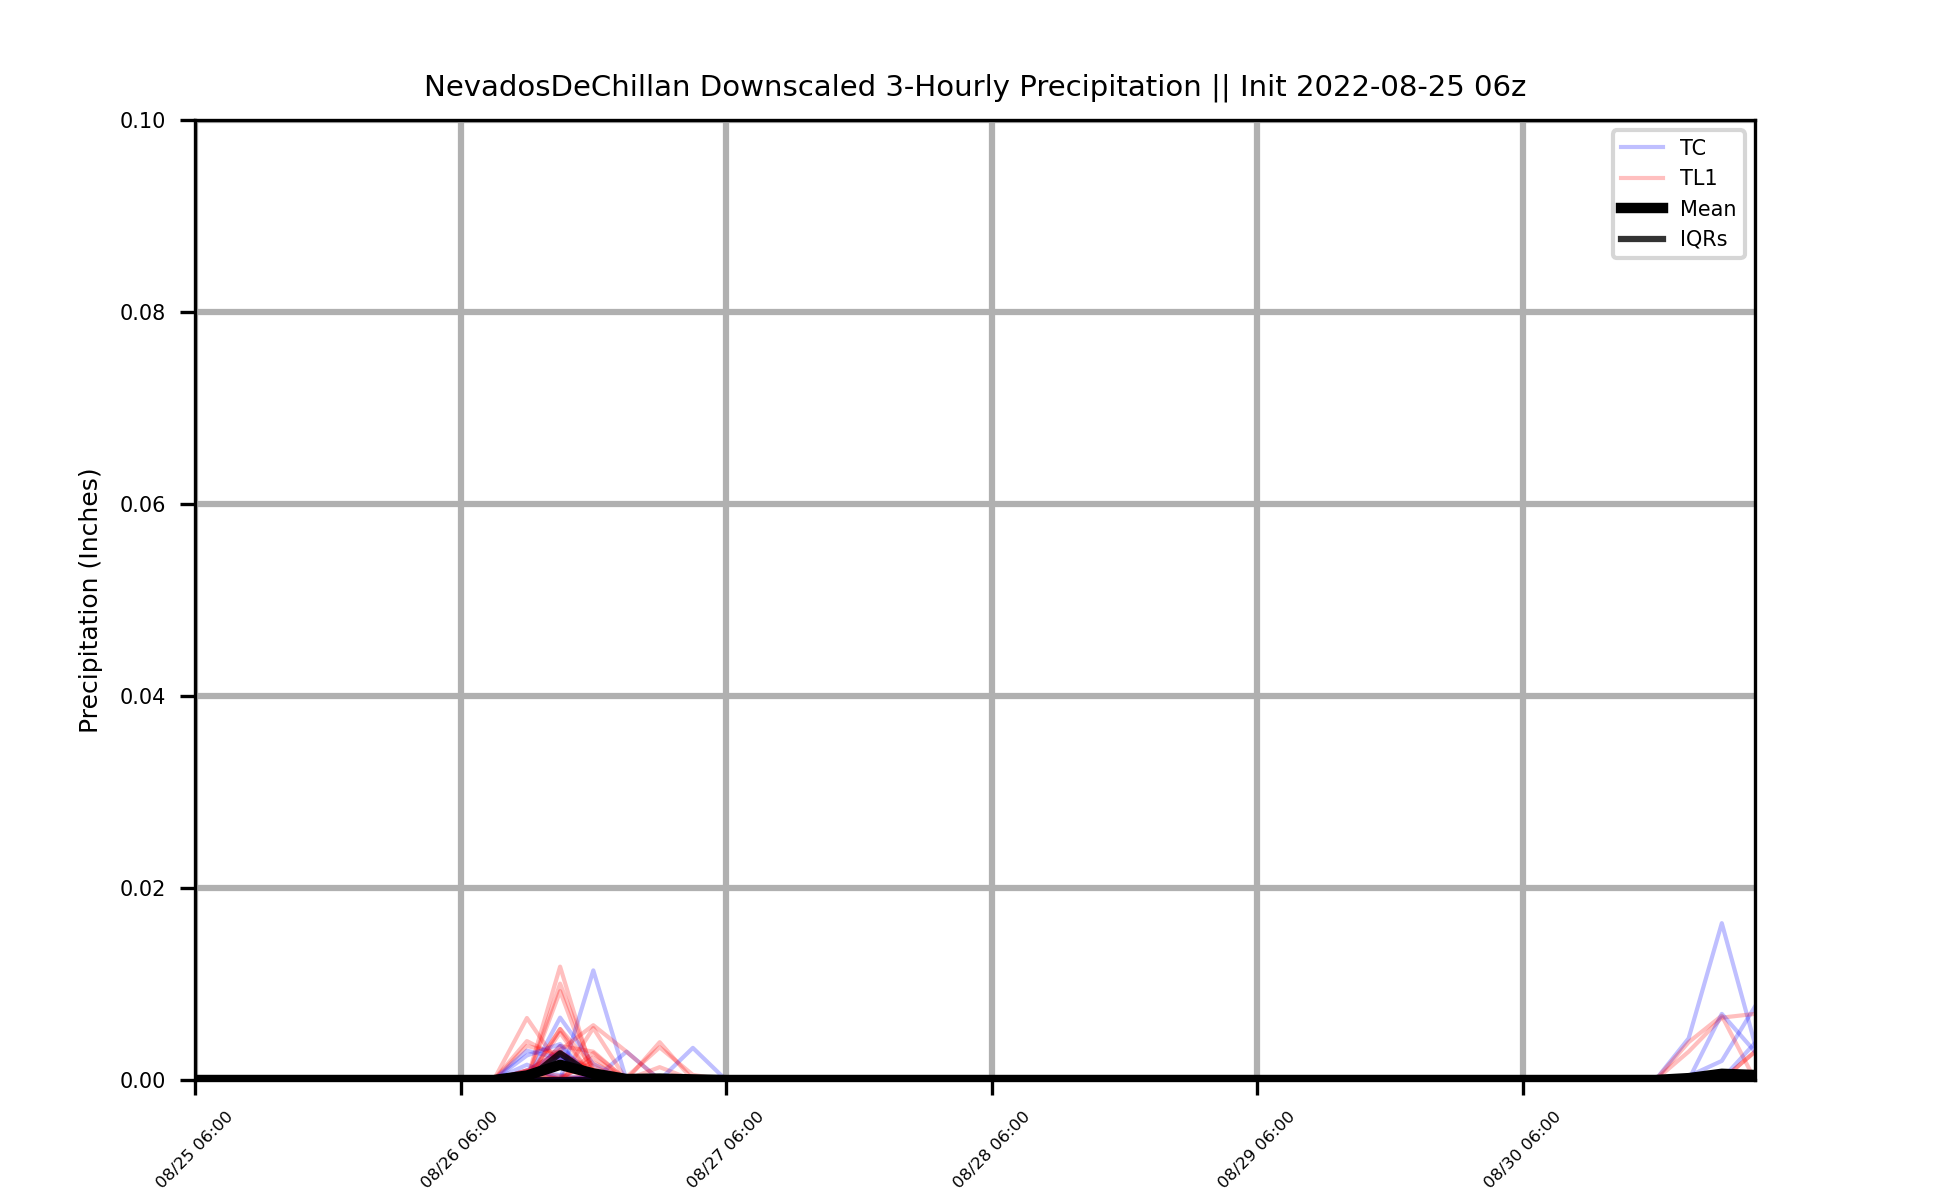 NevadosDeChillan Downscaled 3-Hourly Precipitation || Init 2022-08-25 06z
0.10
0.08
0.06
0.04
0.02
0.00
Precipitation (Inches)
TC
TL1
Mean
IQRs
08/25 06:00
08/26 06:00
08/27 06:00
08/28 06:00
08/29 06:00
08/30 06:00